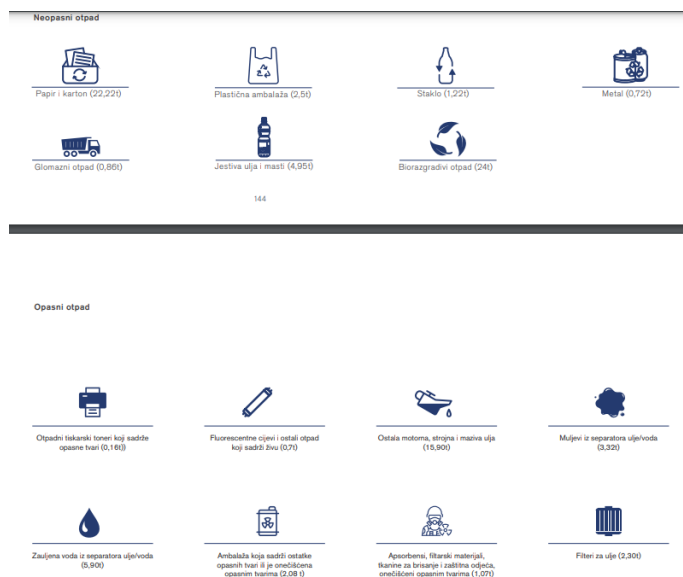 Neopasni otpad
Papir i karton (22,22t)
Plastična ambalaža (2,5t)
Staklo (1,22t)
Metal (0,72t)
Glomazni otpad (0,86t)
Jestiva ulja i masti (4,95t)
Biorazgradivi otpad (24t)
144
Opasni otpad
Otpadni tiskarski toneri koji sadrže
opasne tvari (0,16t))
Fluorescentne cijevi i ostali otpad
koji sadrži živu (0,7t)
Ostala motorna, strojna i maziva ulja
(15,90t)
Muljevi iz separatora ulje/voda
(3,32t)
Zauljena voda iz separatora ulje/voda
(5,90t)
Ambalaža koja sadrži ostatke
opasnih tvari ili je onečišćena
opasnim tvarima (2,08 t)
Apsorbensi, filtarski materijali,
tkanine za brisanje i zaštitna odjeća,
onečišćeni opasnim tvarima (1,07t)
Filteri za ulje (2,30t)